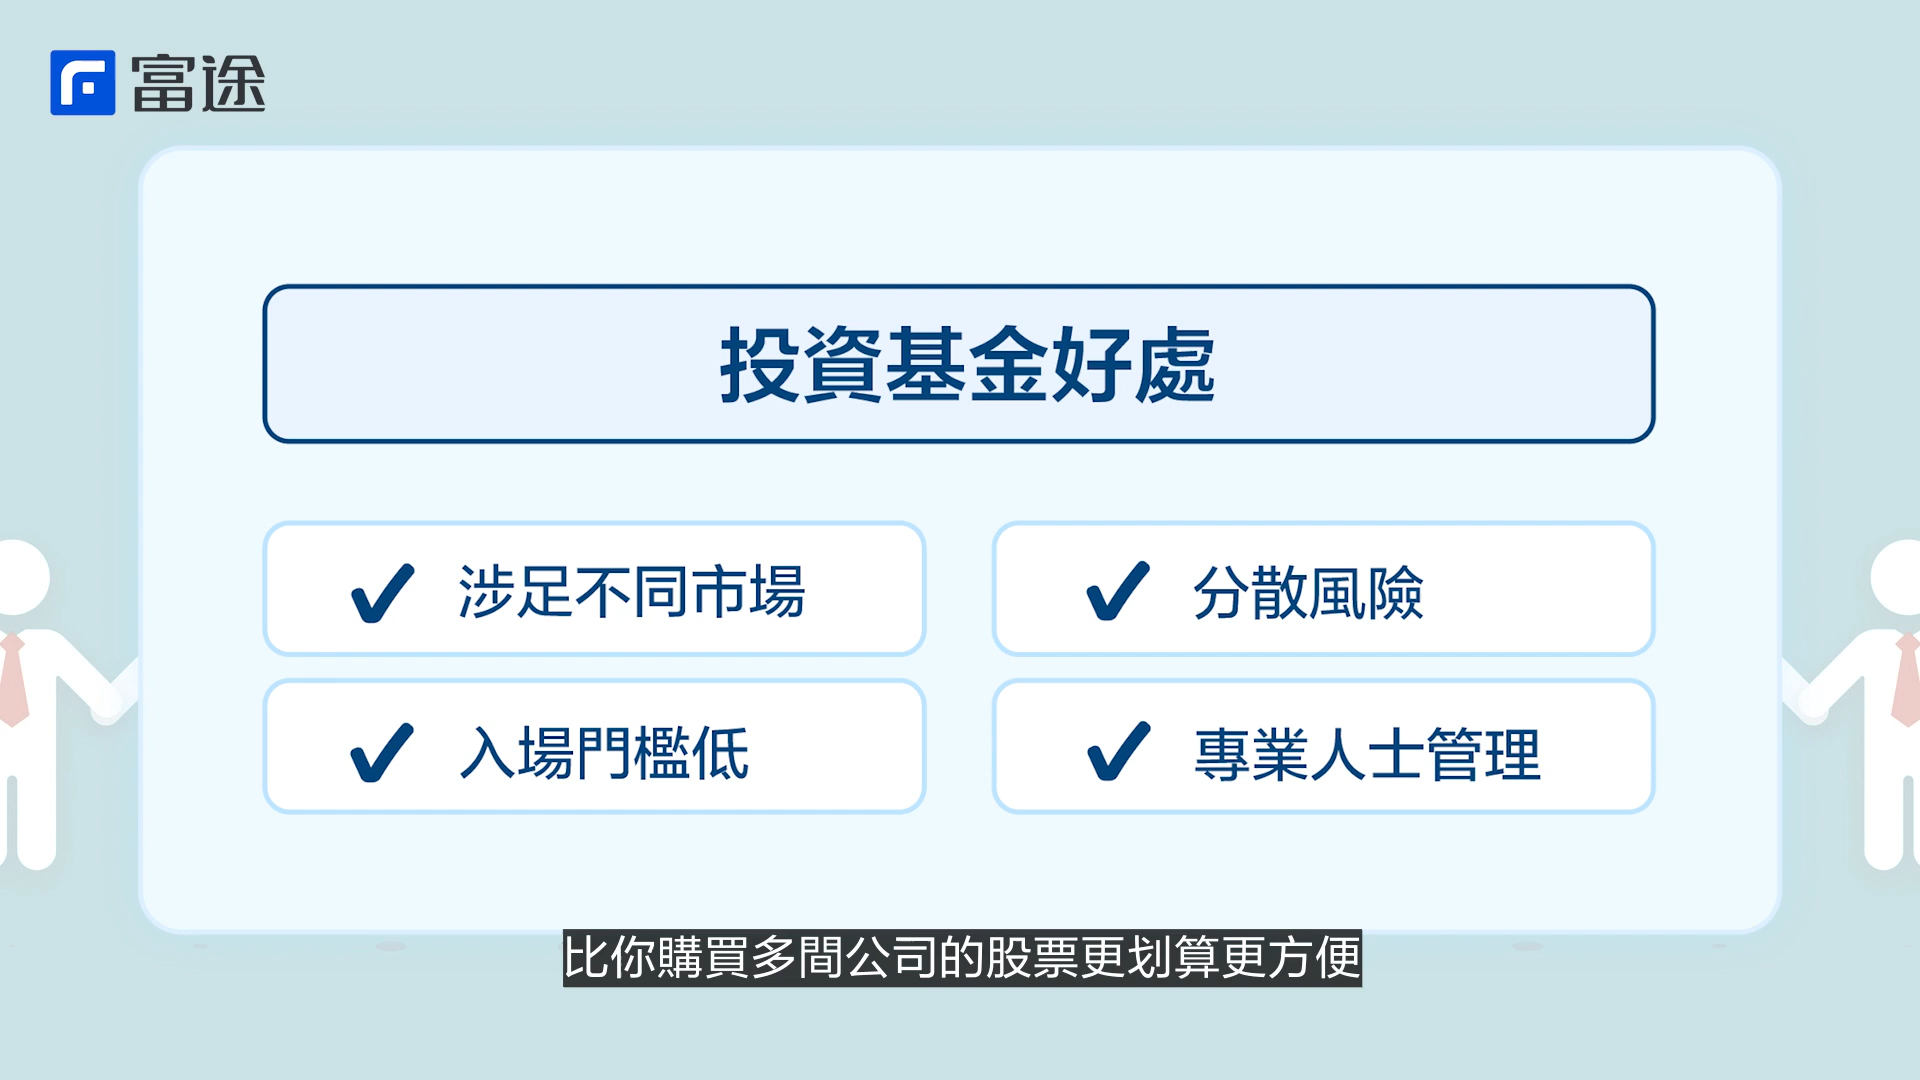 富途
投資基金好處
涉足不同市場
分散風險
入場門檻低
專業人士管理
比你購買多間公司的股票更划算更方便